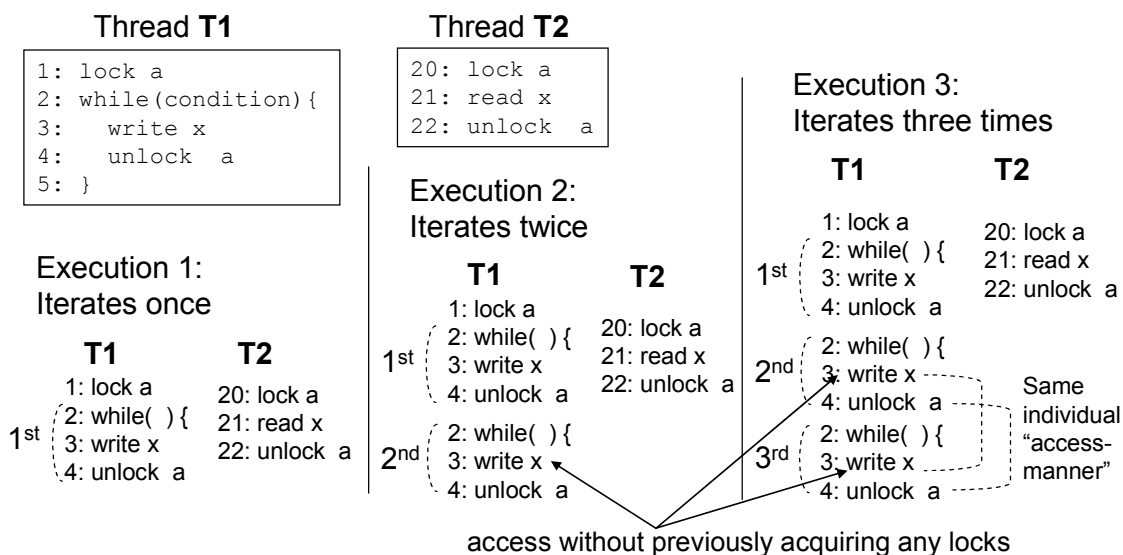 Thread T1
1: lock a
2: while(condition){
3: write x
4: unlock a
5: }
Thread T2
20: lock a
21: read x
22: unlock a
Execution 1:
Iterates once
T1
T2
1: lock a
1st
2: while( ) {
3: write x
4: unlock a
20: lock a
21: read x
22: unlock a
Execution 2:
Iterates twice
T1
T2
1: lock a
1st
2: while( ) {
3: write x
4: unlock a
2nd
2: while( ) {
3: write x
4: unlock a
20: lock a
21: read x
22: unlock a
Execution 3:
Iterates three times
T1
T2
1: lock a
1st
2: while( ) {
3: write x
4: unlock a
2nd
2: while( ) {
3: write x
4: unlock a
3rd
2: while( ) {
3: write x
4: unlock a
20: lock a
21: read x
22: unlock a
Same
individual
“access-
manner”
access without previously acquiring any locks